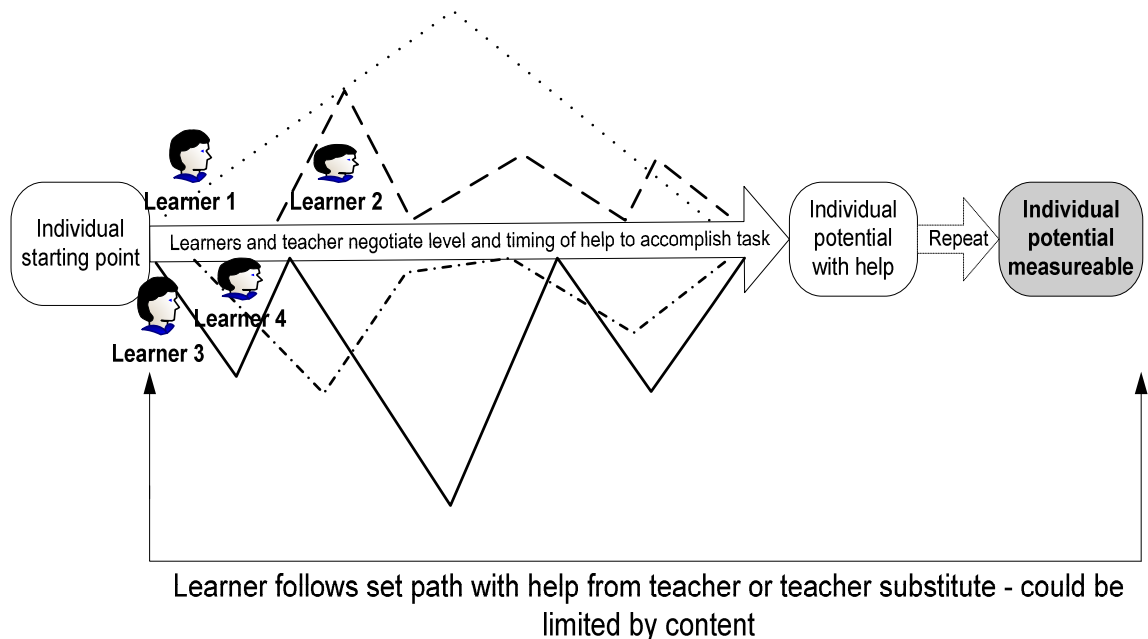 Learner 1
Learner 2
Individual
starting point
Learners and teacher negotiate level and timing of help to accomplish task
Individual
potential
with help
Repeat
Individual
potential
measureable
Learner 4
Learner 3
Learner follows set path with help from teacher or teacher substitute - could be
limited by content